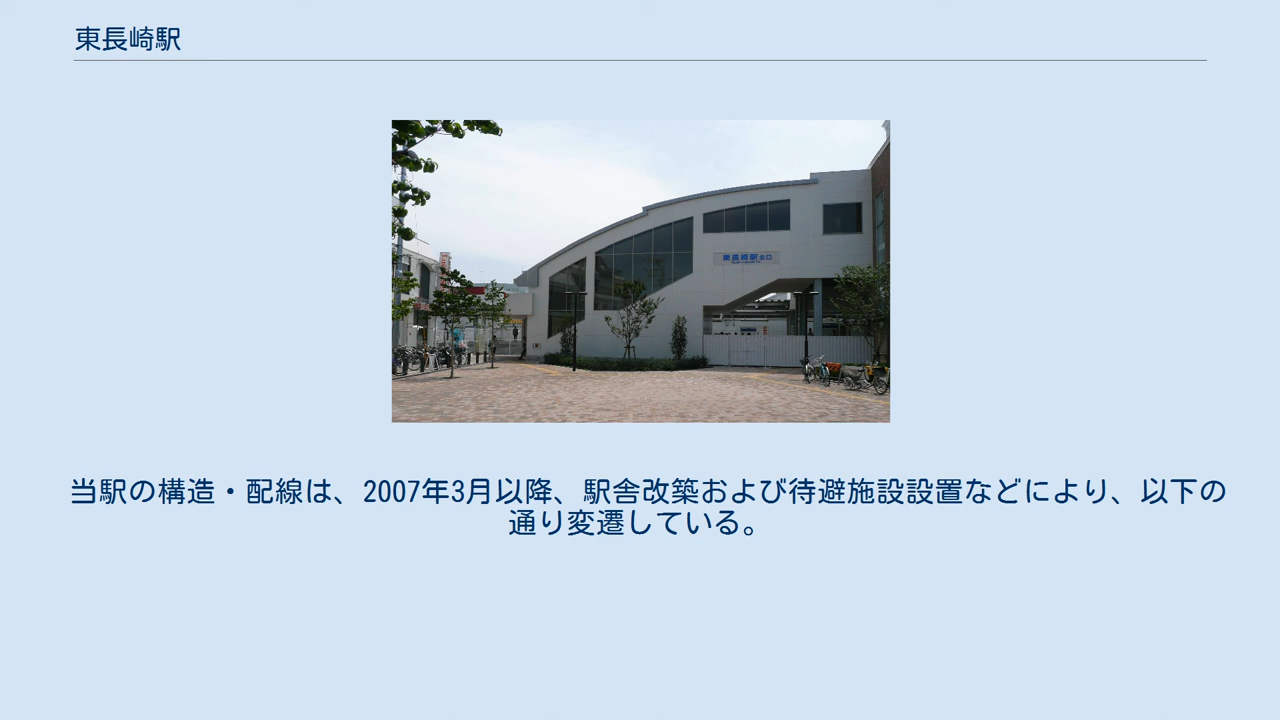 東長崎駅
東長崎駅北口
当駅の構造・配線は、2007年3月以降、駅舎改築および待避施設設置などにより、以下の
通り変遷している。